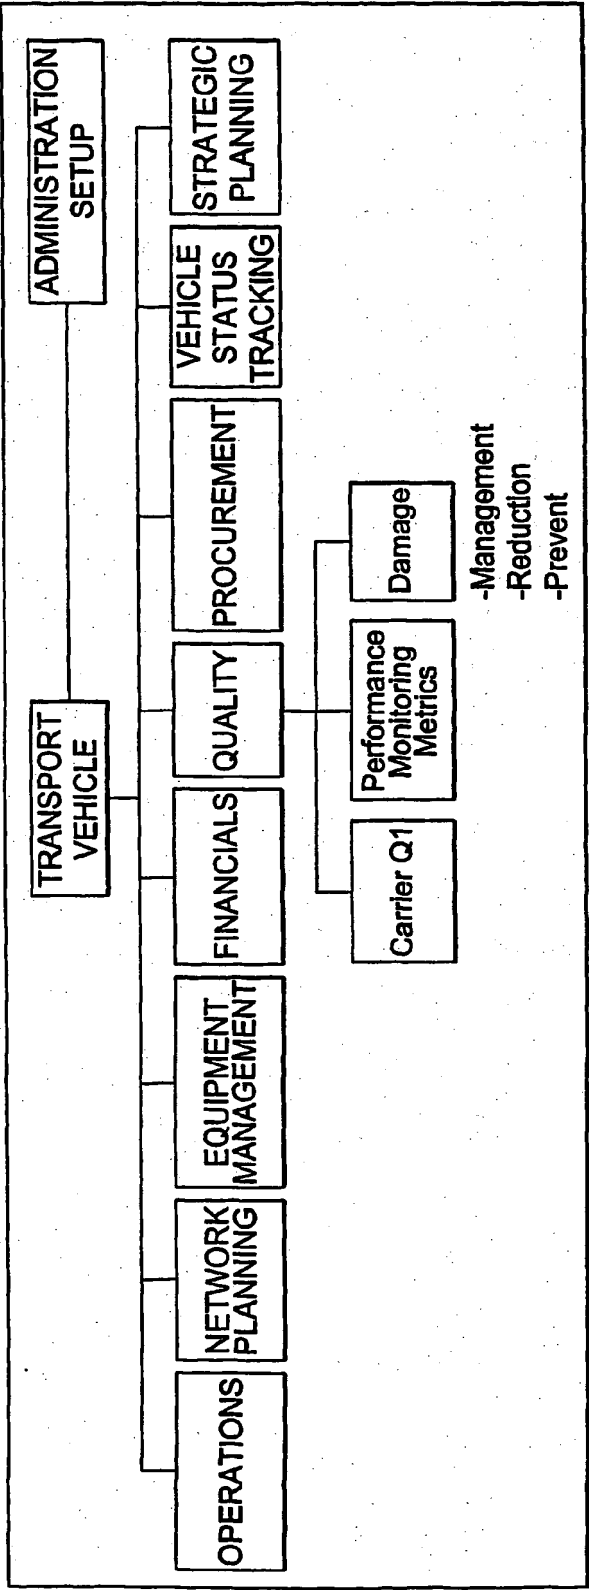 TRANSPORT
VEHICLE
ADMINISTRATION
SETUP
OPERATIONS
NETWORK
PLANNING
EQUIPMENT
MANAGEMENT
FINANCIALS
QUALITY
PROCUREMENT
VEHICLE
STATUS
TRACKING
STRATEGIC
PLANNING
Carrier Q1
Performance
Monitoring
Metrics
Damage
-Management
-Reduction
-Prevent